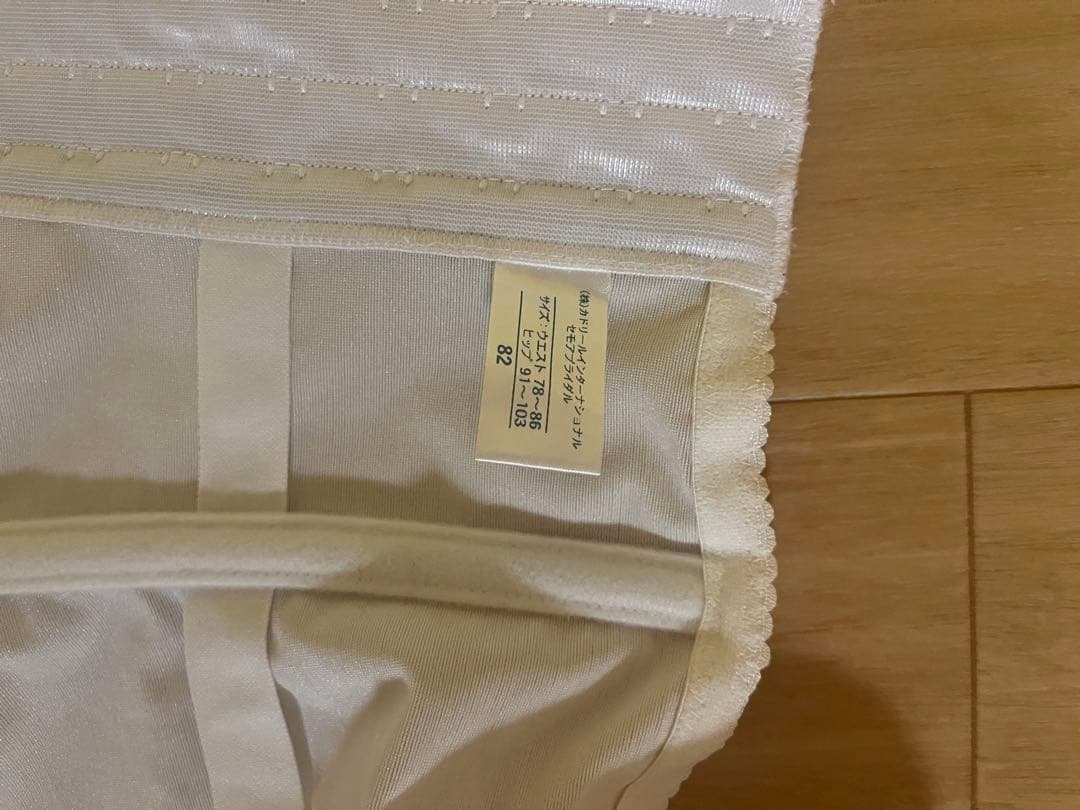 (株)カドリールインターナショナル
セモアブライダル
サイズ:ウエスト 78〜86
ヒップ 91〜103
82